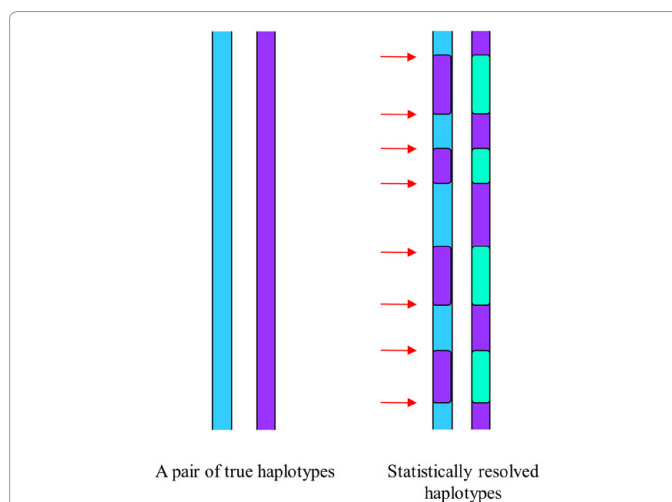 A pair of true haplotypes
Statistically resolved
haplotypes